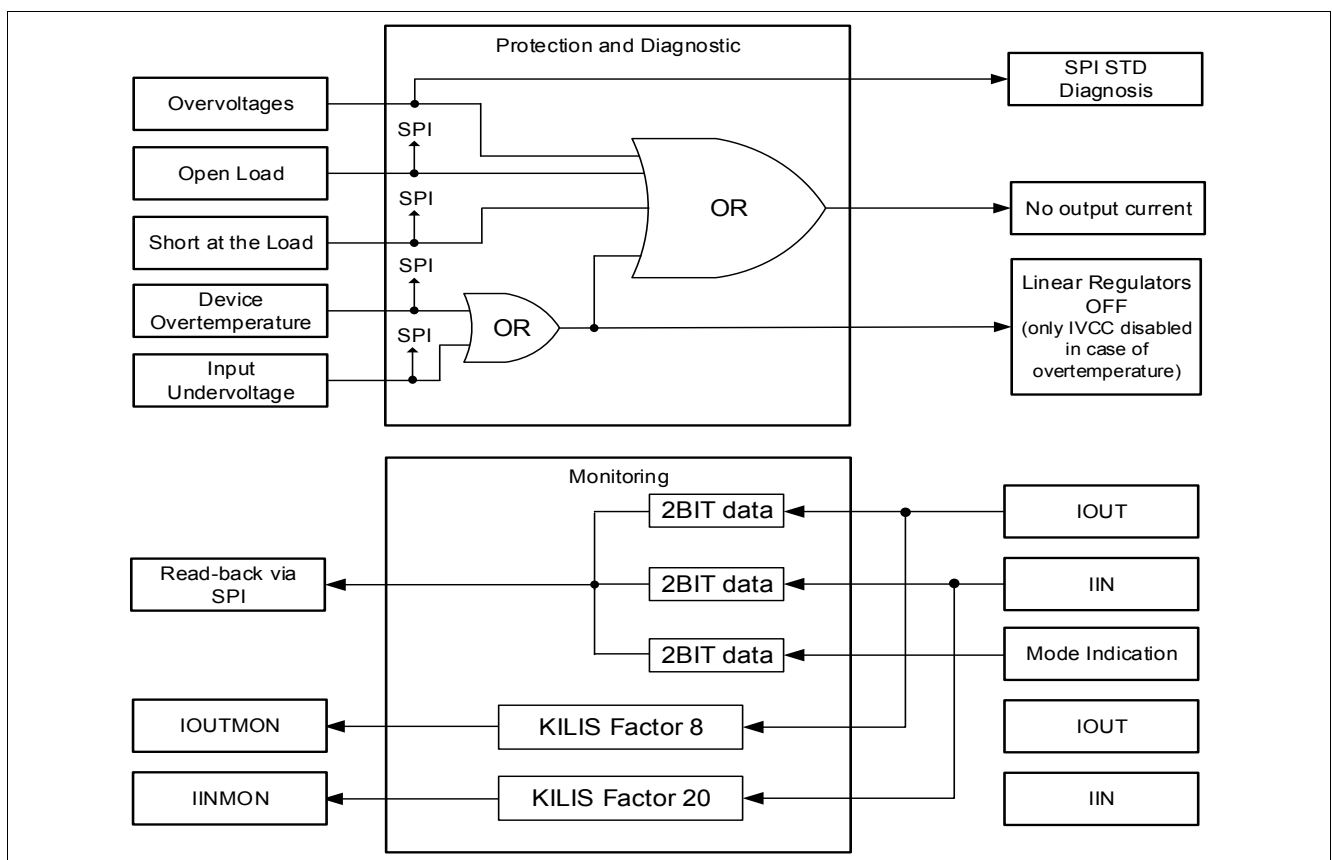 Protection and Diagnostic
Overvoltages
SPI STD
Diagnosis
SPI
Open Load
SPI
OR
No output current
Short at the Load
SPI
Device
Overtemperature
OR
Linear Regulators
OFF
(only IVCC disabled
in case of
overtemperature)
SPI
Input
Undervoltage
Monitoring
2BIT data
IOUT
Read-back via
SPI
2BIT data
IIN
2BIT data
Mode Indication
IOUTMON
KILIS Factor 8
IOUT
IINMON
KILIS Factor 20
IIN